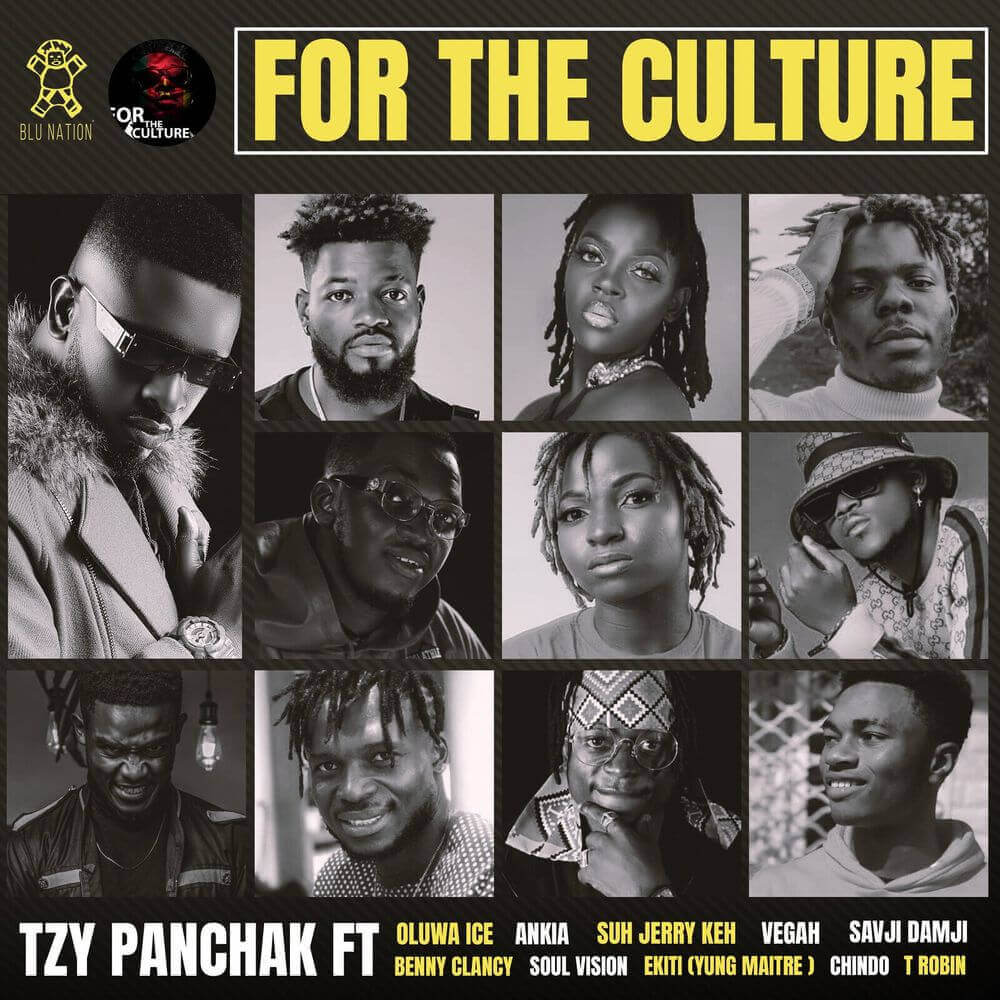 BLU NATION
FOR
THE
CULTURE
FOR THE CULTURE
TZY PANCHAK FT
OLUWA ICE ANKIA SUH JERRY KEH VEGAH SAVJI DAMJI
BENNY CLANCY SOUL VISION EKITI (YUNG MAITRE ) CHINDO T ROBIN